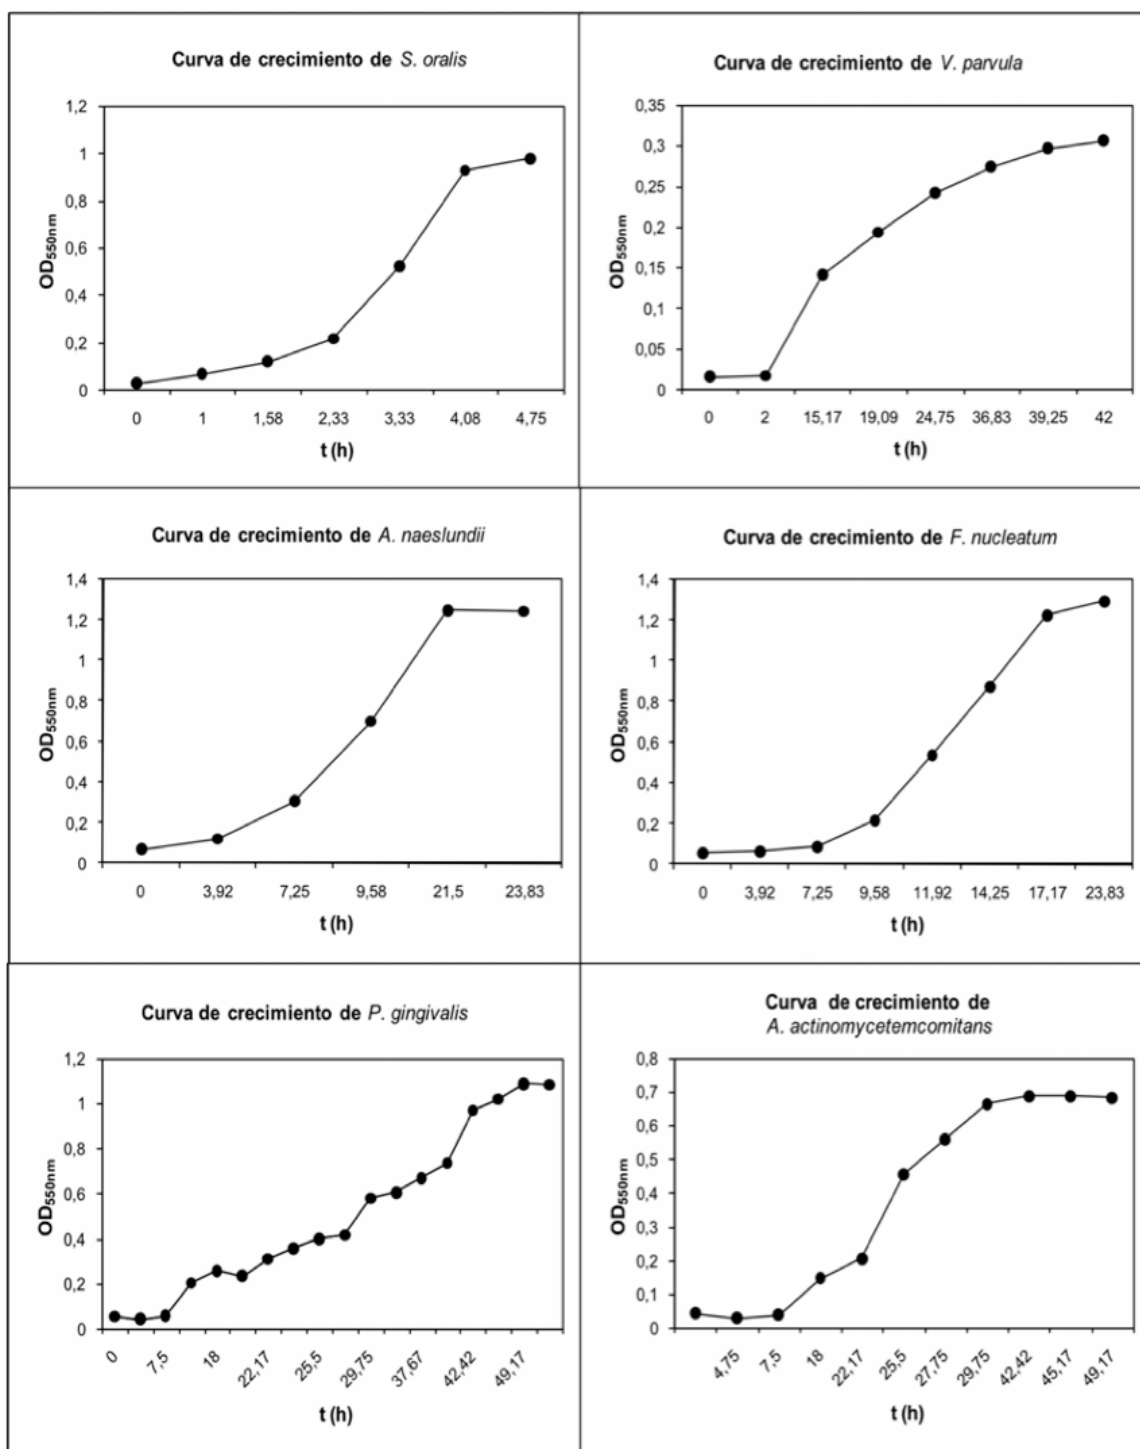 Curva de crecimiento de S. oralis
1,2
1
0,8
0,6
0,4
0,2
0
OD550nm
0 1 1,58 2,33 3,33 4,08 4,75
t (h)
Curva de crecimiento de V. parvula
0,35
0,3
0,25
0,2
0,15
0,1
0,05
0
OD550nm
0 2 15,17 19,09 24,75 36,83 39,25 42
t (h)
Curva de crecimiento de A. naeslundii
1,4
1,2
1
0,8
0,6
0,4
0,2
0
OD550nm
0 3,92 7,25 9,58 21,5 23,83
t (h)
Curva de crecimiento de F. nucleatum
1,4
1,2
1
0,8
0,6
0,4
0,2
0
OD550nm
0 3,92 7,25 9,58 11,92 14,25 17,17 23,83
t (h)
Curva de crecimiento de P. gingivalis
1,2
1
0,8
0,6
0,4
0,2
0
OD550nm
0 7,5 18 22,17 25,5 29,75 37,67 42,42 49,17
t (h)
Curva de crecimiento de
A. actinomycetemcomitans
0,8
0,7
0,6
0,5
0,4
0,3
0,2
0,1
0
OD550nm
4,75 7,5 18 22,17 25,5 27,75 29,75 42,42 45,17 49,17
t (h)